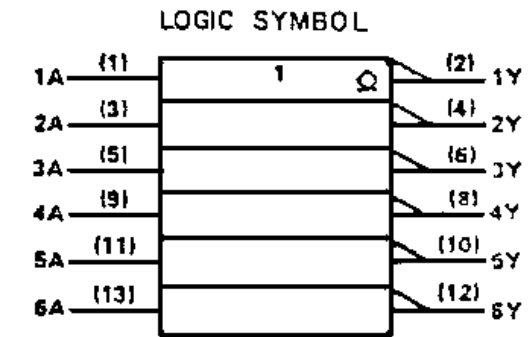 LOGIC SYMBOL
1A (1) 1 (2) 1Y
2A (3) (4) 2Y
3A (5) (6) 3Y
4A (9) (8) 4Y
5A (11) (10) 5Y
6A (13) (12) 6Y